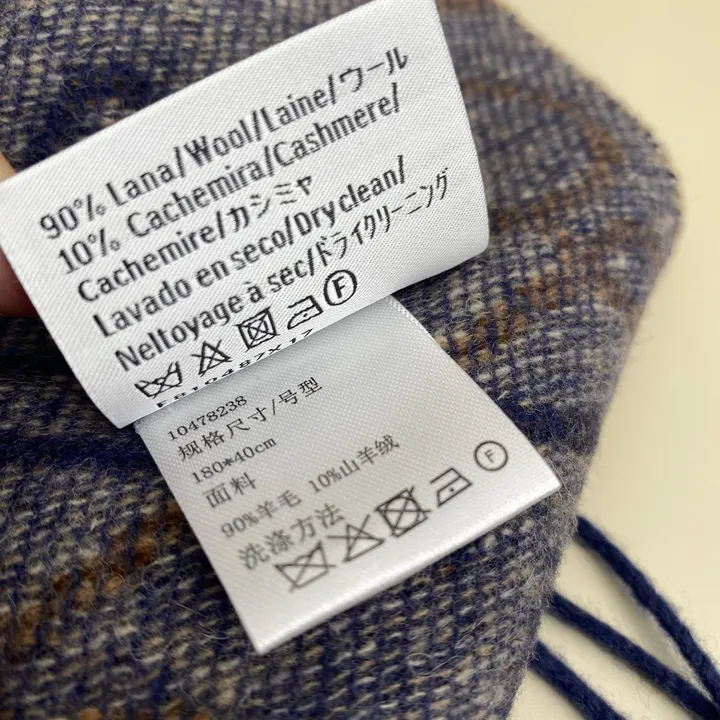 90% Lana/Wool/Laine/ウール
10% Cachemira/Cashmere/
Cachemire/カシミヤ
Lavado en seco/Dry clean/
Neltoyage à sec/ドライクリーニング
F
10478238
规格尺寸/号型
180*40cm
面料
90%羊毛 10%山羊绒
洗涤方法
F